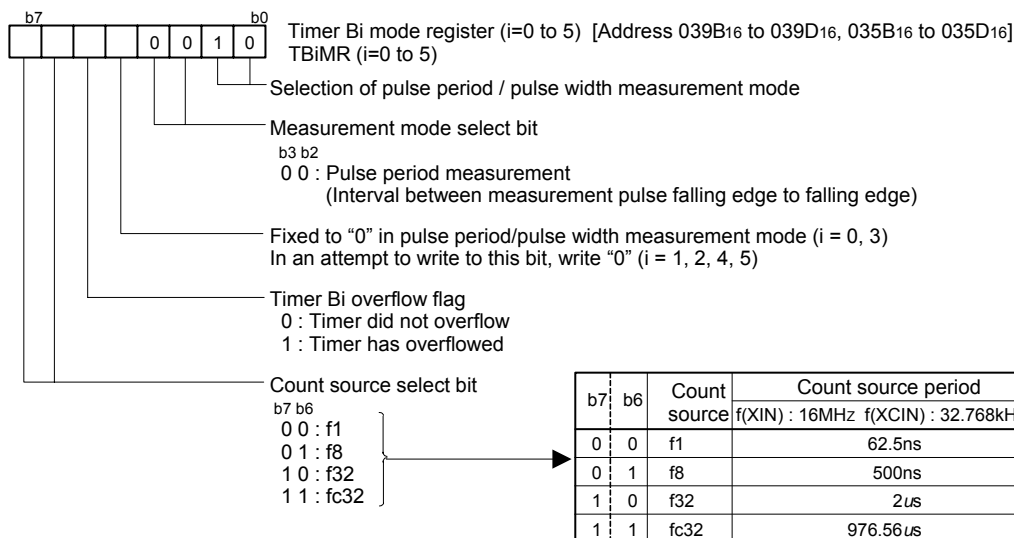 b7 b0
0 0 1 0
Timer Bi mode register (i=0 to 5) [Address 039B16 to 039D16, 035B16 to 035D16]
TBiMR (i=0 to 5)
Selection of pulse period / pulse width measurement mode
Measurement mode select bit
b3 b2
0 0 : Pulse period measurement
(Interval between measurement pulse falling edge to falling edge)
Fixed to “0” in pulse period/pulse width measurement mode (i = 0, 3)
In an attempt to write to this bit, write “0” (i = 1, 2, 4, 5)
Timer Bi overflow flag
0 : Timer did not overflow
1 : Timer has overflowed
Count source select bit
b7 b6
0 0 : f1
0 1 : f8
1 0 : f32
1 1 : fc32
b7 b6 Count source Count source period
f(XIN) : 16MHz f(XCIN) : 32.768kH
0 0 f1 62.5ns
0 1 f8 500ns
1 0 f32 2us
1 1 fc32 976.56us